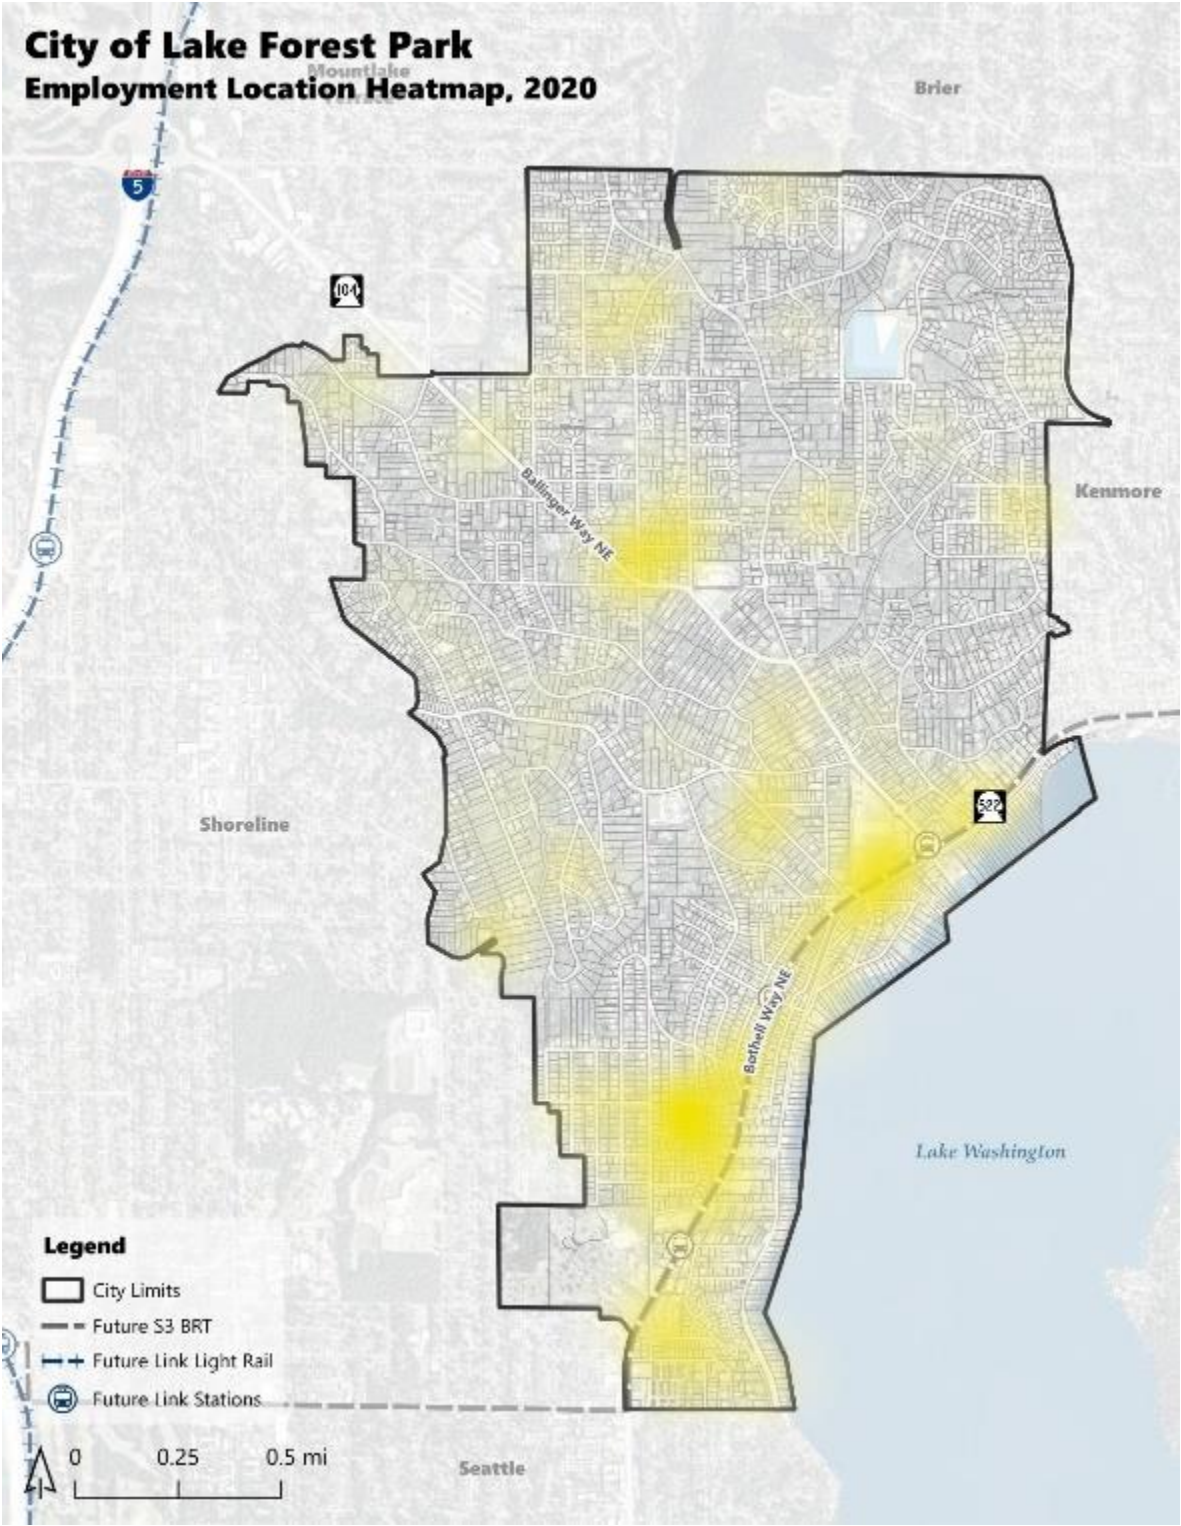 City of Lake Forest Park
Employment Location Heatmap, 2020
Mountlake
Terrace
Brier
5
104
Ballinger Way NE
Kenmore
Shoreline
522
Bothell Way NE
Lake Washington
Legend
City Limits
Future S3 BRT
Future Link Light Rail
Future Link Stations
0 0.25 0.5 mi
Seattle